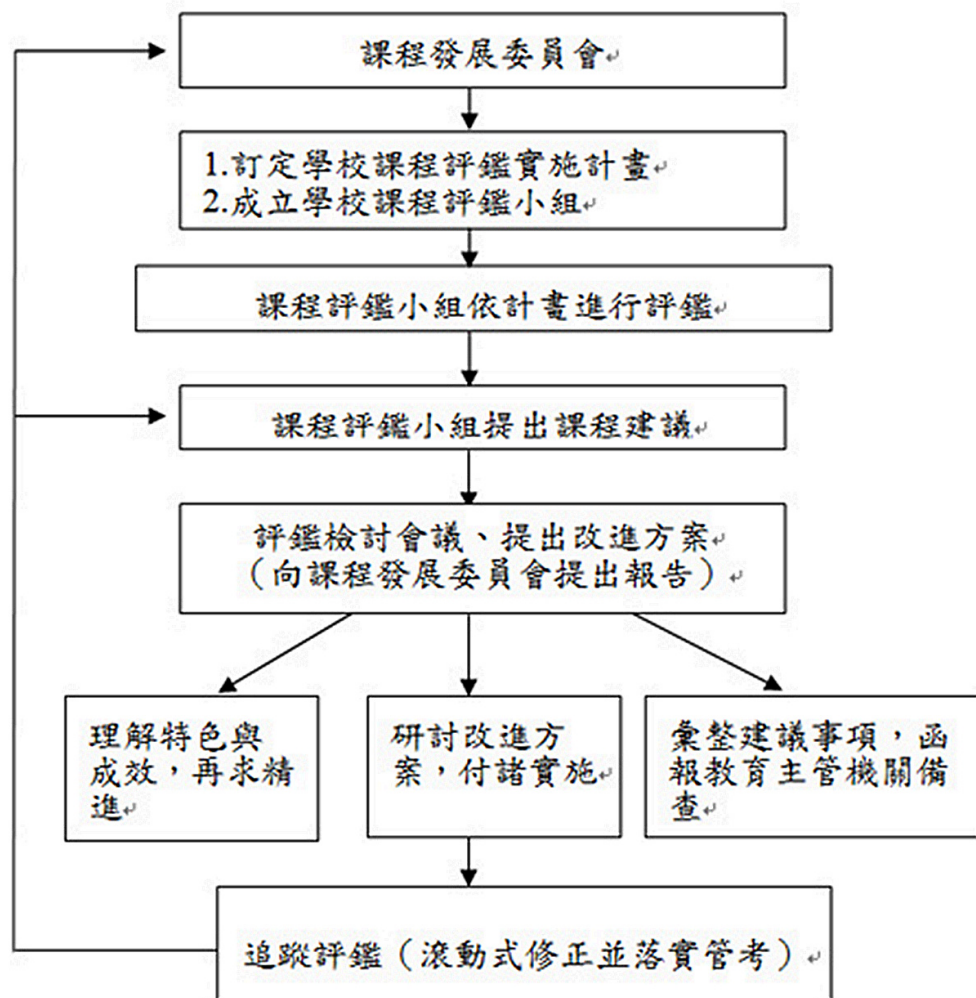 課程發展委員會
1.訂定學校課程評鑑實施計畫
2.成立學校課程評鑑小組
課程評鑑小組依計畫進行評鑑
課程評鑑小組提出課程建議
評鑑檢討會議、提出改進方案
（向課程發展委員會提出報告）
理解特色與
成效，再求精
進
研討改進方
案，付諸實施
彙整建議事項，函
報教育主管機關備
查
追蹤評鑑（滾動式修正並落實管考）